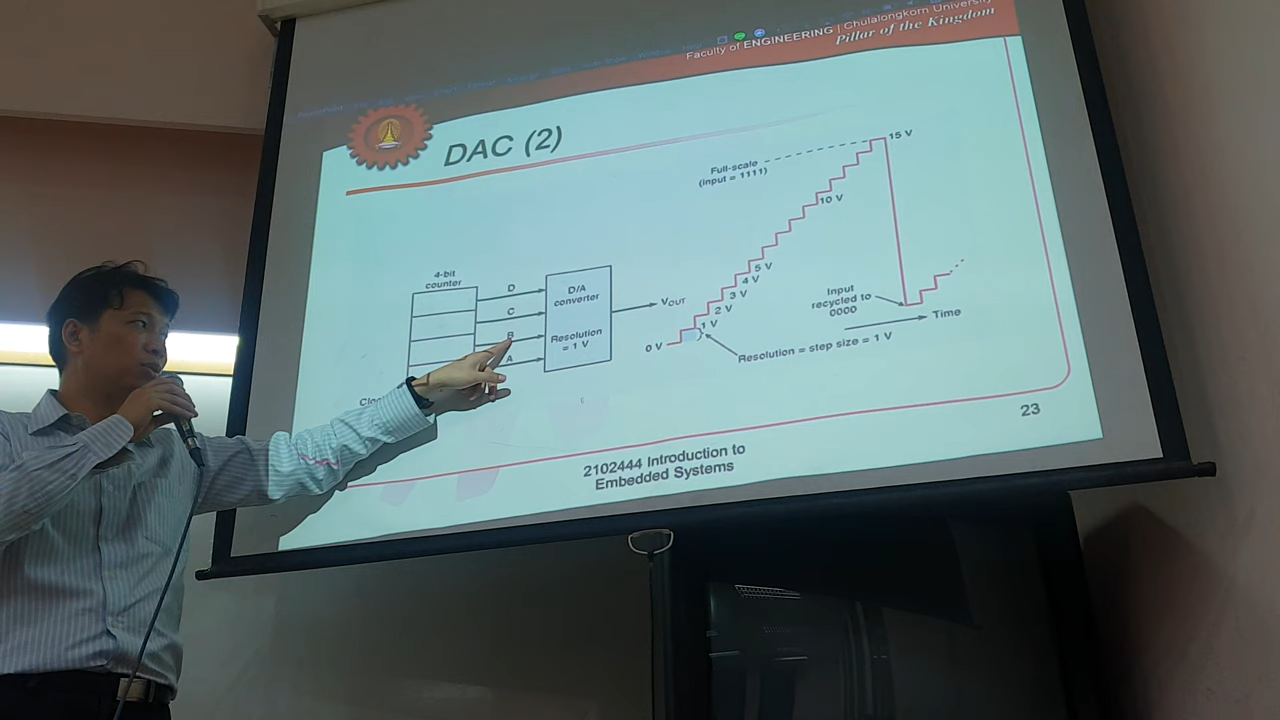 Faculty of ENGINEERING | Chulalongkorn University
Pillar of the Kingdom
DAC (2)
4-bit
counter
D
C
B
A
D/A
converter
Resolution
= 1 V
VOUT
Full-scale
(input = 1111)
15 V
10 V
5 V
4 V
3 V
2 V
1 V
0 V
Resolution = step size = 1 V
Input
recycled to
0000
Time
23
2102444 Introduction to
Embedded Systems